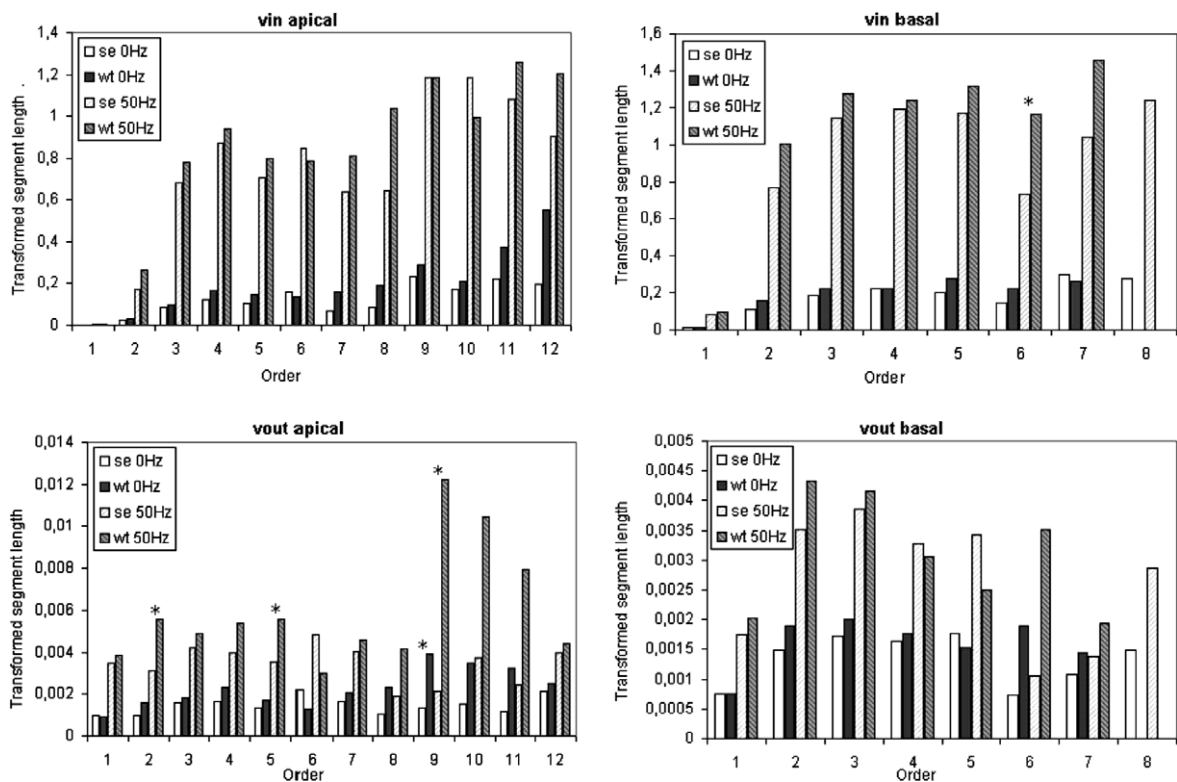 vin apical
Transformed segment length .
1,4
1,2
1
0,8
0,6
0,4
0,2
0
se 0Hz
wt 0Hz
se 50Hz
wt 50Hz
1 2 3 4 5 6 7 8 9 10 11 12
Order
vin basal
Transformed segment length
1,6
1,4
1,2
1
0,8
0,6
0,4
0,2
0
se 0Hz
wt 0Hz
se 50Hz
wt 50Hz
*
1 2 3 4 5 6 7 8
Order
vout apical
Transformed segment length
0,014
0,012
0,01
0,008
0,006
0,004
0,002
0
se 0Hz
wt 0Hz
se 50Hz
wt 50Hz
* * * *
1 2 3 4 5 6 7 8 9 10 11 12
Order
vout basal
Transformed segment length
0,005
0,0045
0,004
0,0035
0,003
0,0025
0,002
0,0015
0,001
0,0005
0
se 0Hz
wt 0Hz
se 50Hz
wt 50Hz
1 2 3 4 5 6 7 8
Order